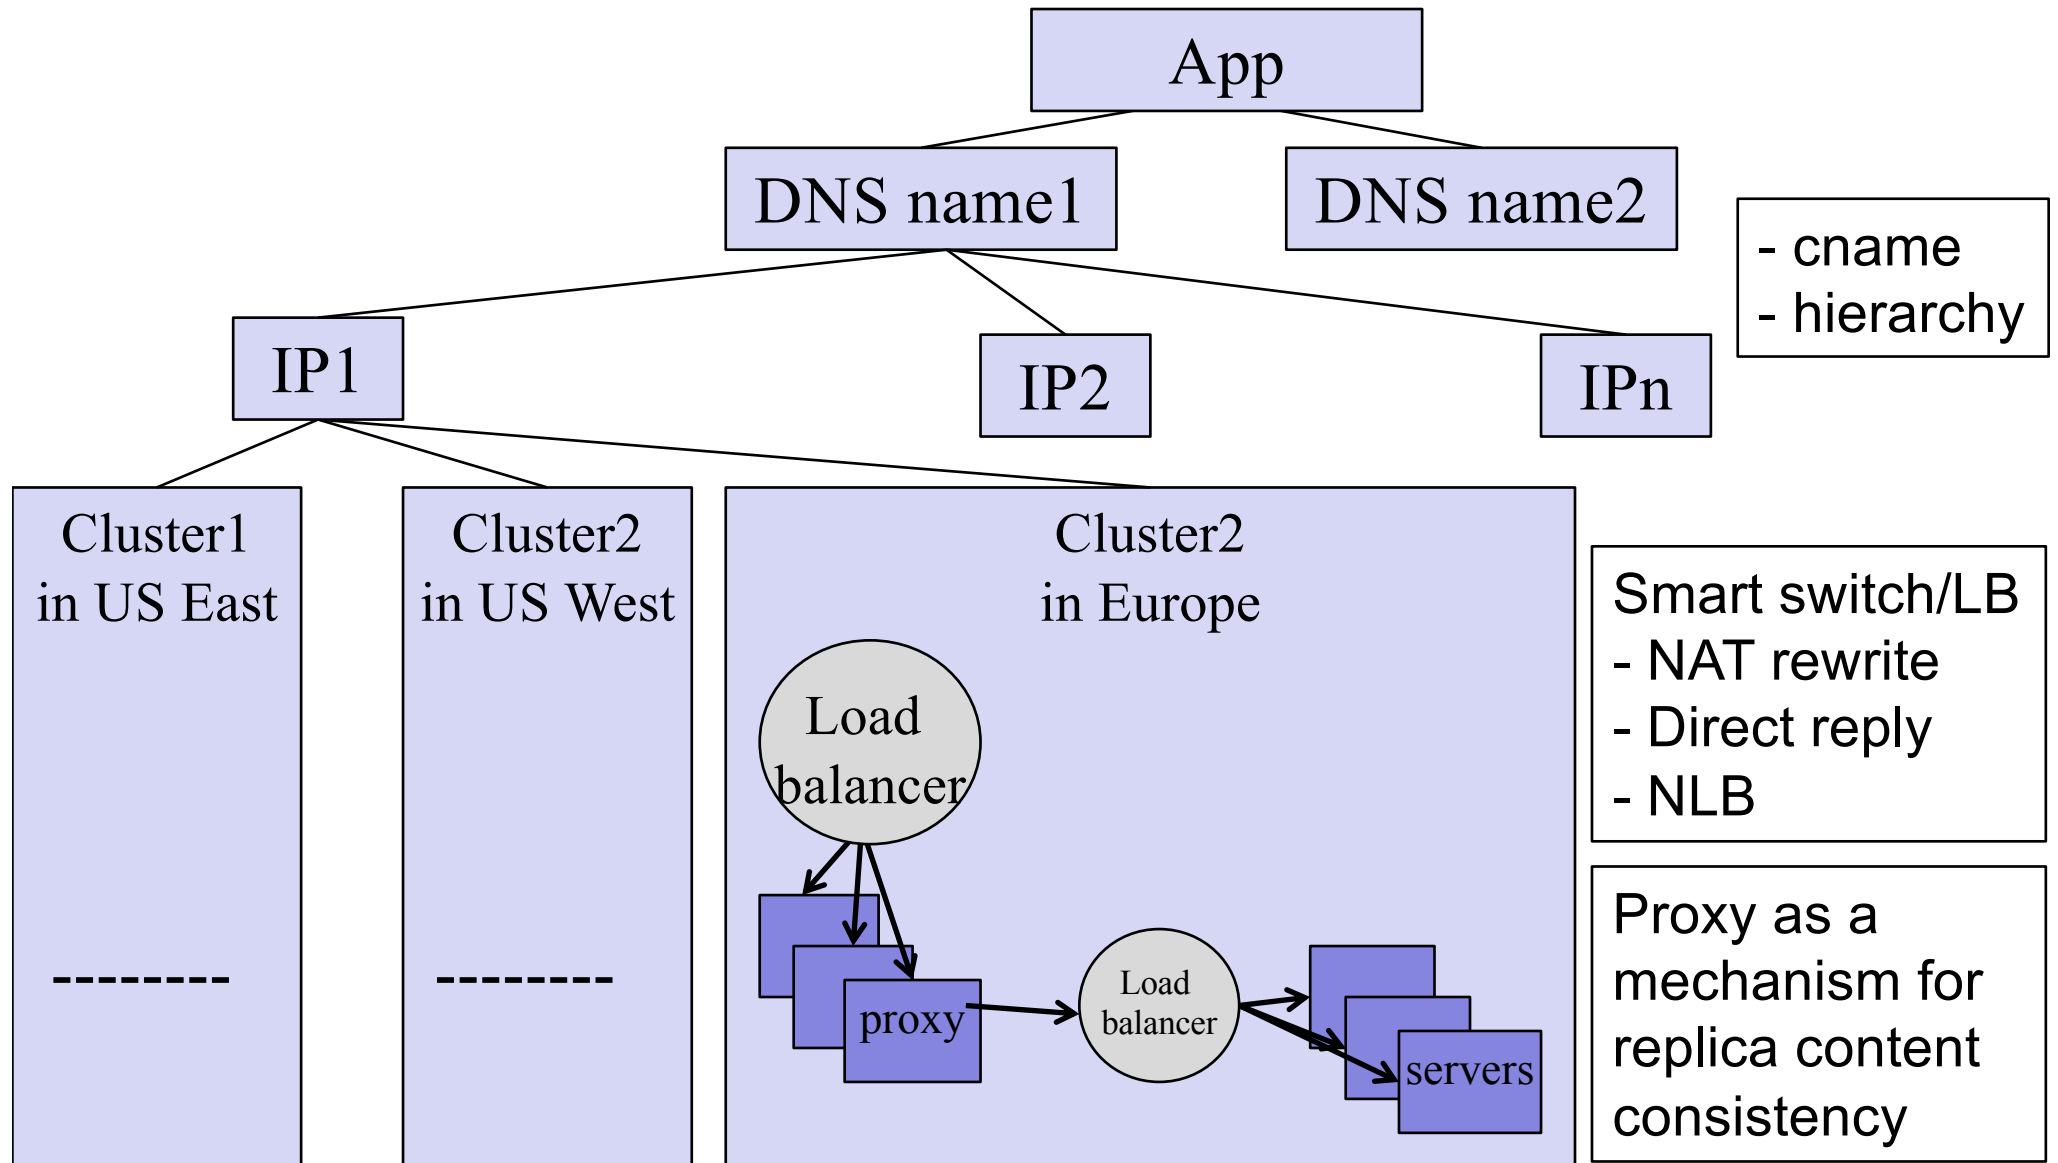 App
DNS name1
DNS name2
- cname
- hierarchy
IP1
IP2
IPn
Cluster1
in US East
Cluster2
in US West
Cluster2
in Europe
Load
balancer
proxy
Load
balancer
servers
Smart switch/LB
- NAT rewrite
- Direct reply
- NLB
Proxy as a
mechanism for
replica content
consistency
--------
--------